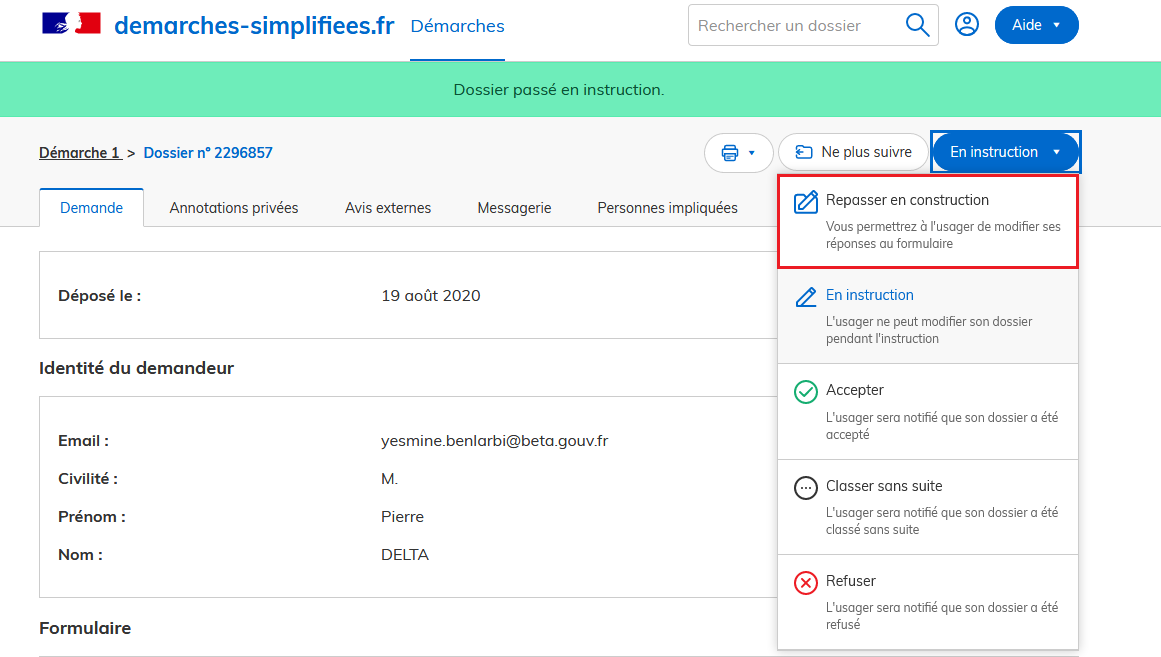 demarches-simplifiees.fr Démarches Rechercher un dossier Aide
Dossier passé en instruction.
Démarche 1 > Dossier n° 2296857 Ne plus suivre En instruction
Demande Annotations privées Avis externes Messagerie Personnes impliquées
Repasser en construction
Vous permettrez à l'usager de modifier ses
réponses au formulaire
En instruction
L'usager ne peut modifier son dossier
pendant l'instruction
Accepter
L'usager sera notifié que son dossier a été
accepté
Classer sans suite
L'usager sera notifié que son dossier a été
classé sans suite
Refuser
L'usager sera notifié que son dossier a été
refusé
Déposé le : 19 août 2020
Identité du demandeur
Email : yesmine.benlarbi@beta.gouv.fr
Civilité : M.
Prénom : Pierre
Nom : DELTA
Formulaire